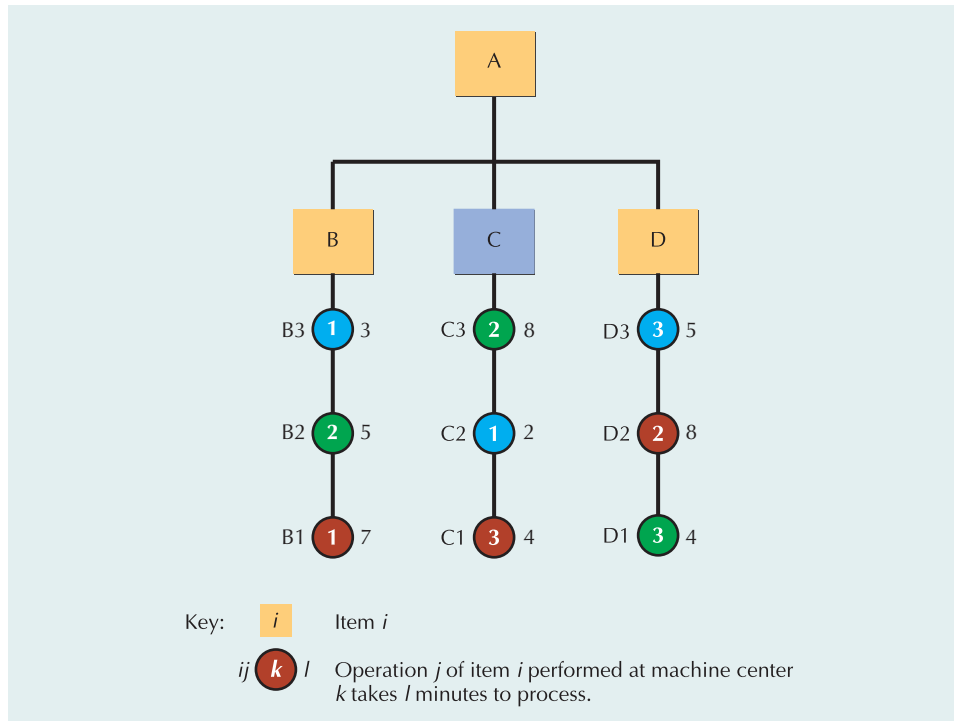 A
B C D
B3 1 3 C3 2 8 D3 3 5
B2 2 5 C2 1 2 D2 2 8
B1 1 7 C1 3 4 D1 3 4
Key: i Item i
ij k l Operation j of item i performed at machine center
k takes l minutes to process.